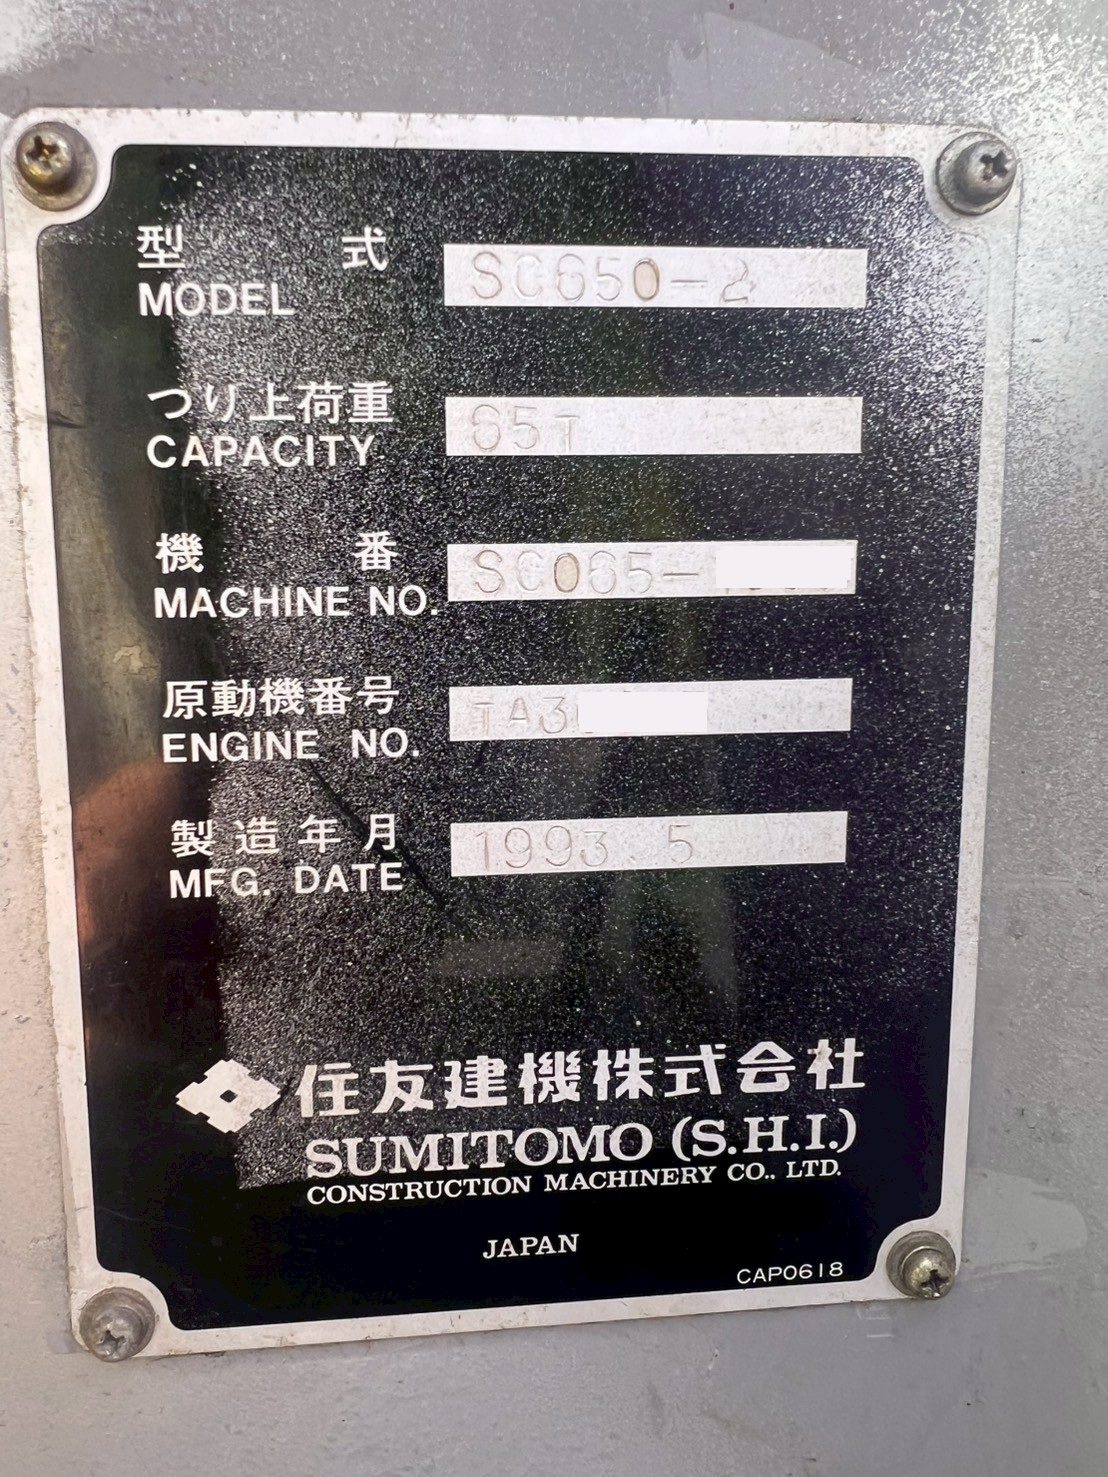 型式 SC650-2
MODEL
つり上荷重 65T
CAPACITY
機番 SC065-
MACHINE NO.
原動機番号 TA3
ENGINE NO.
製造年月 1993.5
MFG. DATE
住友建機株式会社
SUMITOMO (S.H.I.)
CONSTRUCTION MACHINERY CO., LTD.
JAPAN
CAP0618